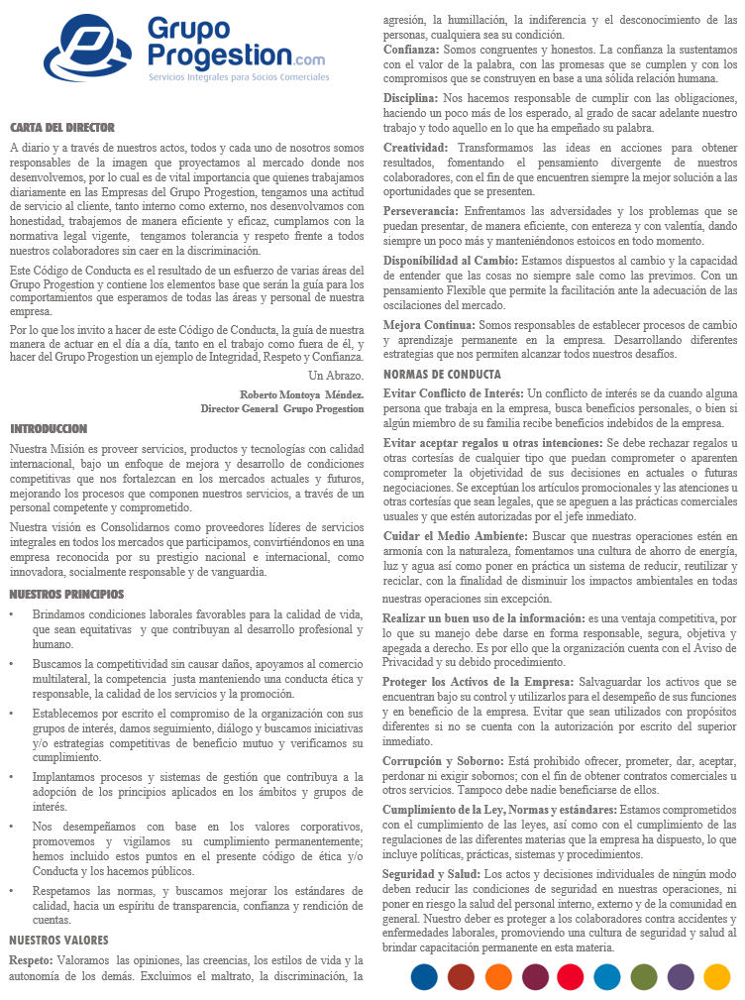 Grupo
Progestion.com
Servicios Integrales para Socios Comerciales
CARTA DEL DIRECTOR
A diario y a través de nuestros actos, todos y cada uno de nosotros somos
responsables de la imagen que proyectamos al mercado donde nos
desenvolvemos, por lo cual es de vital importancia que quienes trabajamos
diariamente en las Empresas del Grupo Progestion, tengamos una actitud
de servicio al cliente, tanto interno como externo, nos desenvolvamos con
honestidad, trabajemos de manera eficiente y eficaz, cumplamos con la
normativa legal vigente, tengamos tolerancia y respeto frente a todos
nuestros colaboradores sin caer en la discriminación.
Este Código de Conducta es el resultado de un esfuerzo de varias áreas del
Grupo Progestion y contiene los elementos base que serán la guía para los
comportamientos que esperamos de todas las áreas y personal de nuestra
empresa.
Por lo que los invito a hacer de este Código de Conducta, la guía de nuestra
manera de actuar en el día a día, tanto en el trabajo como fuera de él, y
hacer del Grupo Progestion un ejemplo de Integridad, Respeto y Confianza.
Un Abrazo.
Roberto Montoya Méndez.
Director General Grupo Progestion
INTRODUCCION
Nuestra Misión es proveer servicios, productos y tecnologías con calidad
internacional, bajo un enfoque de mejora y desarrollo de condiciones
competitivas que nos fortalezcan en los mercados actuales y futuros,
mejorando los procesos que componen nuestros servicios, a través de un
personal competente y comprometido.
Nuestra visión es Consolidarnos como proveedores líderes de servicios
integrales en todos los mercados que participamos, convirtiéndonos en una
empresa reconocida por su prestigio nacional e internacional, como
innovadora, socialmente responsable y de vanguardia.
NUESTROS PRINCIPIOS
• Brindamos condiciones laborales favorables para la calidad de vida,
que sean equitativas y que contribuyan al desarrollo profesional y
humano.
• Buscamos la competitividad sin causar daños, apoyamos al comercio
multilateral, la competencia justa manteniendo una conducta ética y
responsable, la calidad de los servicios y la promoción.
• Establecemos por escrito el compromiso de la organización con sus
grupos de interés, damos seguimiento, diálogo y buscamos iniciativas
y/o estrategias competitivas de beneficio mutuo y verificamos su
cumplimiento.
• Implantamos procesos y sistemas de gestión que contribuya a la
adopción de los principios aplicados en los ámbitos y grupos de
interés.
• Nos desempeñamos con base en los valores corporativos,
promovemos y vigilamos su cumplimiento permanentemente;
hemos incluido estos puntos en el presente código de ética y/o
Conducta y los hacemos públicos.
• Respetamos las normas, y buscamos mejorar los estándares de
calidad, hacia un espíritu de transparencia, confianza y rendición de
cuentas.
NUESTROS VALORES
Respeto: Valoramos las opiniones, las creencias, los estilos de vida y la
autonomía de los demás. Excluimos el maltrato, la discriminación, la
agresión, la humillación, la indiferencia y el desconocimiento de las
personas, cualquiera sea su condición.
Confianza: Somos congruentes y honestos. La confianza la sustentamos
con el valor de la palabra, con las promesas que se cumplen y con los
compromisos que se construyen en base a una sólida relación humana.
Disciplina: Nos hacemos responsable de cumplir con las obligaciones,
haciendo un poco más de los esperado, al grado de sacar adelante nuestro
trabajo y todo aquello en lo que ha empeñado su palabra.
Creatividad: Transformamos las ideas en acciones para obtener
resultados, fomentando el pensamiento divergente de nuestros
colaboradores, con el fin de que encuentren siempre la mejor solución a las
oportunidades que se presenten.
Perseverancia: Enfrentamos las adversidades y los problemas que se
puedan presentar, de manera eficiente, con entereza y con valentía, dando
siempre un poco más y manteniéndonos estoicos en todo momento.
Disponibilidad al Cambio: Estamos dispuestos al cambio y la capacidad
de entender que las cosas no siempre sale como las previmos. Con un
pensamiento Flexible que permite la facilitación ante la adecuación de las
oscilaciones del mercado.
Mejora Continua: Somos responsables de establecer procesos de cambio
y aprendizaje permanente en la empresa. Desarrollando diferentes
estrategias que nos permiten alcanzar todos nuestros desafíos.
NORMAS DE CONDUCTA
Evitar Conflicto de Interés: Un conflicto de interés se da cuando alguna
persona que trabaja en la empresa, busca beneficios personales, o bien si
algún miembro de su familia recibe beneficios indebidos de la empresa.
Evitar aceptar regalos u otras intenciones: Se debe rechazar regalos u
otras cortesías de cualquier tipo que puedan comprometer o aparenten
comprometer la objetividad de sus decisiones en actuales o futuras
negociaciones. Se exceptúan los artículos promocionales y las atenciones u
otras cortesías que sean legales, que se apeguen a las prácticas comerciales
usuales y que estén autorizadas por el jefe inmediato.
Cuidar el Medio Ambiente: Buscar que nuestras operaciones estén en
armonía con la naturaleza, fomentamos una cultura de ahorro de energía,
luz y agua así como poner en práctica un sistema de reducir, reutilizar y
reciclar, con la finalidad de disminuir los impactos ambientales en todas
nuestras operaciones sin excepción.
Realizar un buen uso de la información: es una ventaja competitiva, por
lo que su manejo debe darse en forma responsable, segura, objetiva y
apegada a derecho. Es por ello que la organización cuenta con el Aviso de
Privacidad y su debido procedimiento.
Proteger los Activos de la Empresa: Salvaguardar los activos que se
encuentran bajo su control y utilizarlos para el desempeño de sus funciones
y en beneficio de la empresa. Evitar que sean utilizados con propósitos
diferentes si no se cuenta con la autorización por escrito del superior
inmediato.
Corrupción y Soborno: Está prohibido ofrecer, prometer, dar, aceptar,
perdonar ni exigir sobornos; con el fin de obtener contratos comerciales u
otros servicios. Tampoco debe nadie beneficiarse de ellos.
Cumplimiento de la Ley, Normas y estándares: Estamos comprometidos
con el cumplimiento de las leyes, así como con el cumplimiento de las
regulaciones de las diferentes materias que la empresa ha dispuesto, lo que
incluye políticas, prácticas, sistemas y procedimientos.
Seguridad y Salud: Los actos y decisiones individuales de ningún modo
deben reducir las condiciones de seguridad en nuestras operaciones, ni
poner en riesgo la salud del personal interno, externo y de la comunidad en
general. Nuestro deber es proteger a los colaboradores contra accidentes y
enfermedades laborales, promoviendo una cultura de seguridad y salud al
brindar capacitación permanente en esta materia.